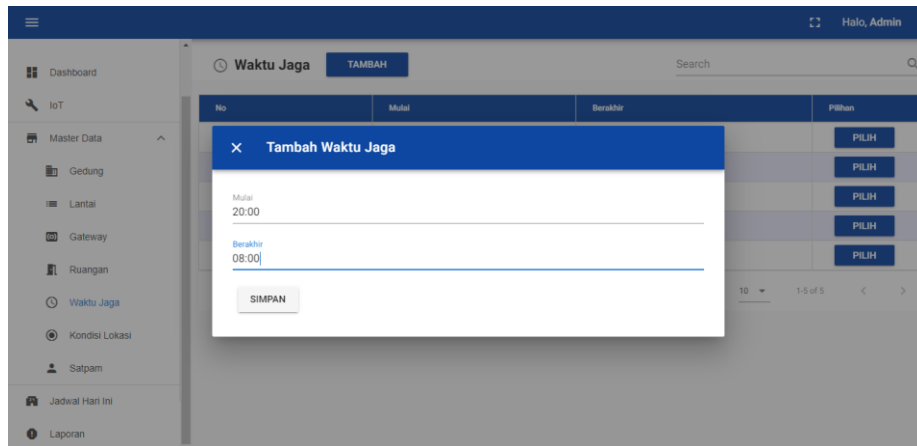 Halo, Admin
Dashboard
IoT
Master Data
Gedung
Lantai
Gateway
Ruangan
Waktu Jaga
Kondisi Lokasi
Satpam
Jadwal Hari Ini
Laporan
Waktu Jaga
TAMBAH
Search
No
Mulai
Berakhir
Pilihan
PILIH
PILIH
PILIH
PILIH
PILIH
10
1-5 of 5
Tambah Waktu Jaga
Mulai
20:00
Berakhir
08:00
SIMPAN